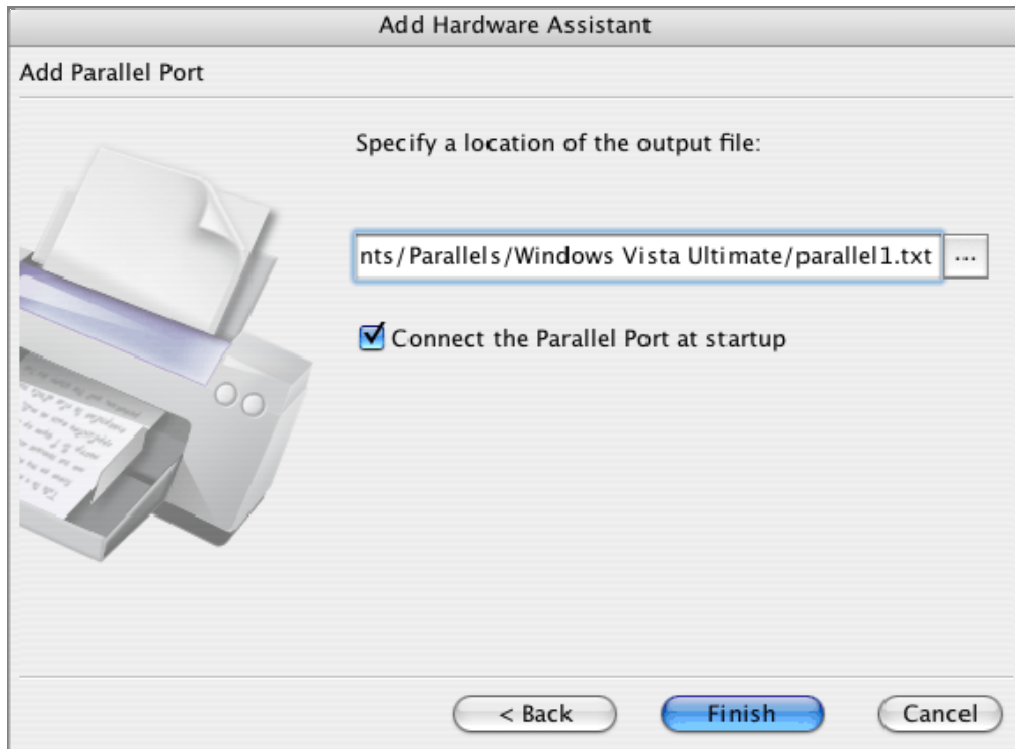 Add Hardware Assistant
Add Parallel Port
Specify a location of the output file:
nts/Parallels/Windows Vista Ultimate/parallel1.txt ...
Connect the Parallel Port at startup
< Back Finish Cancel